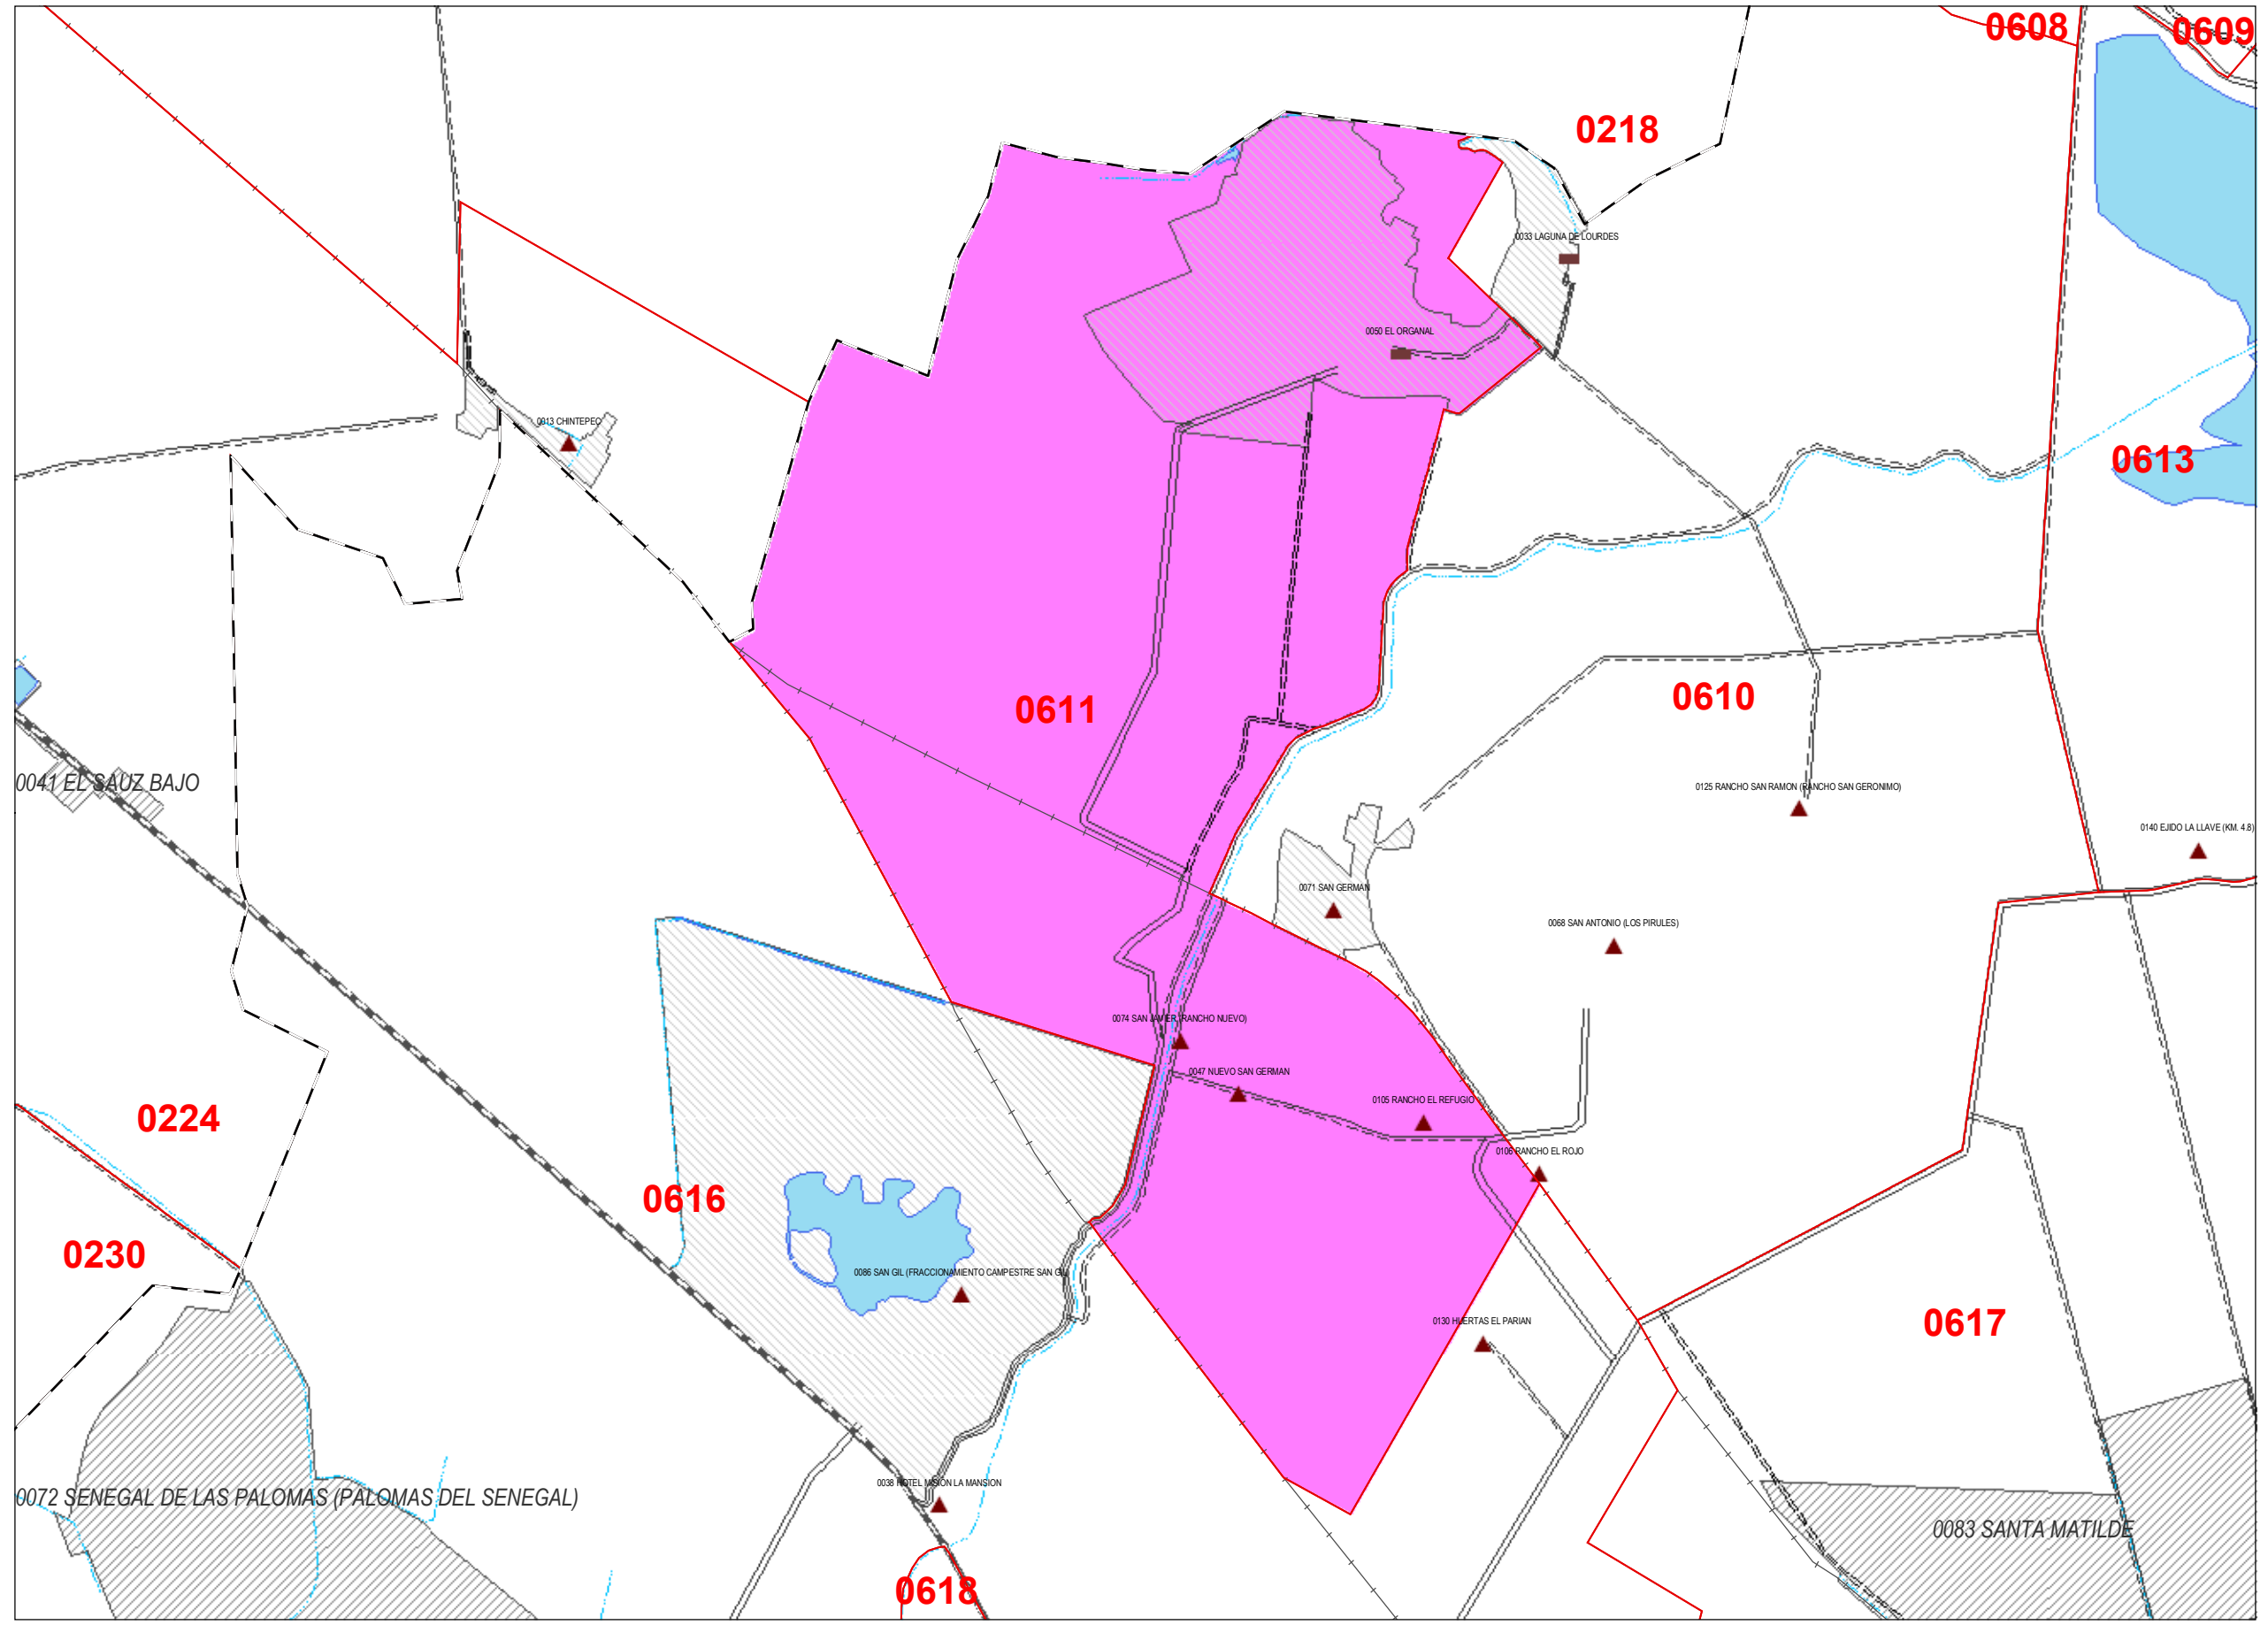 0608
0609
0218
0033 LAGUNA DE LOURDES
0050 EL ORGANAL
0013 CHINTEPEC
0613
0611
0610
0041 EL SAUZ BAJO
0125 RANCHO SAN RAMON (RANCHO SAN GERONIMO)
0140 EJIDO LA LLAVE (KM. 4.8)
0071 SAN GERMAN
0068 SAN ANTONIO (LOS PIRULES)
0074 SAN JAVIER (RANCHO NUEVO)
0047 NUEVO SAN GERMAN
0105 RANCHO EL REFUGIO
0224
0106 RANCHO EL ROJO
0616
0230
0086 SAN GIL (FRACCIONAMIENTO CAMPESTRE SAN GIL)
0130 HUERTAS EL PARIAN
0617
0038 HOTEL MISION LA MANSION
0072 SENEGAL DE LAS PALOMAS (PALOMAS DEL SENEGAL)
0083 SANTA MATILDE
0618